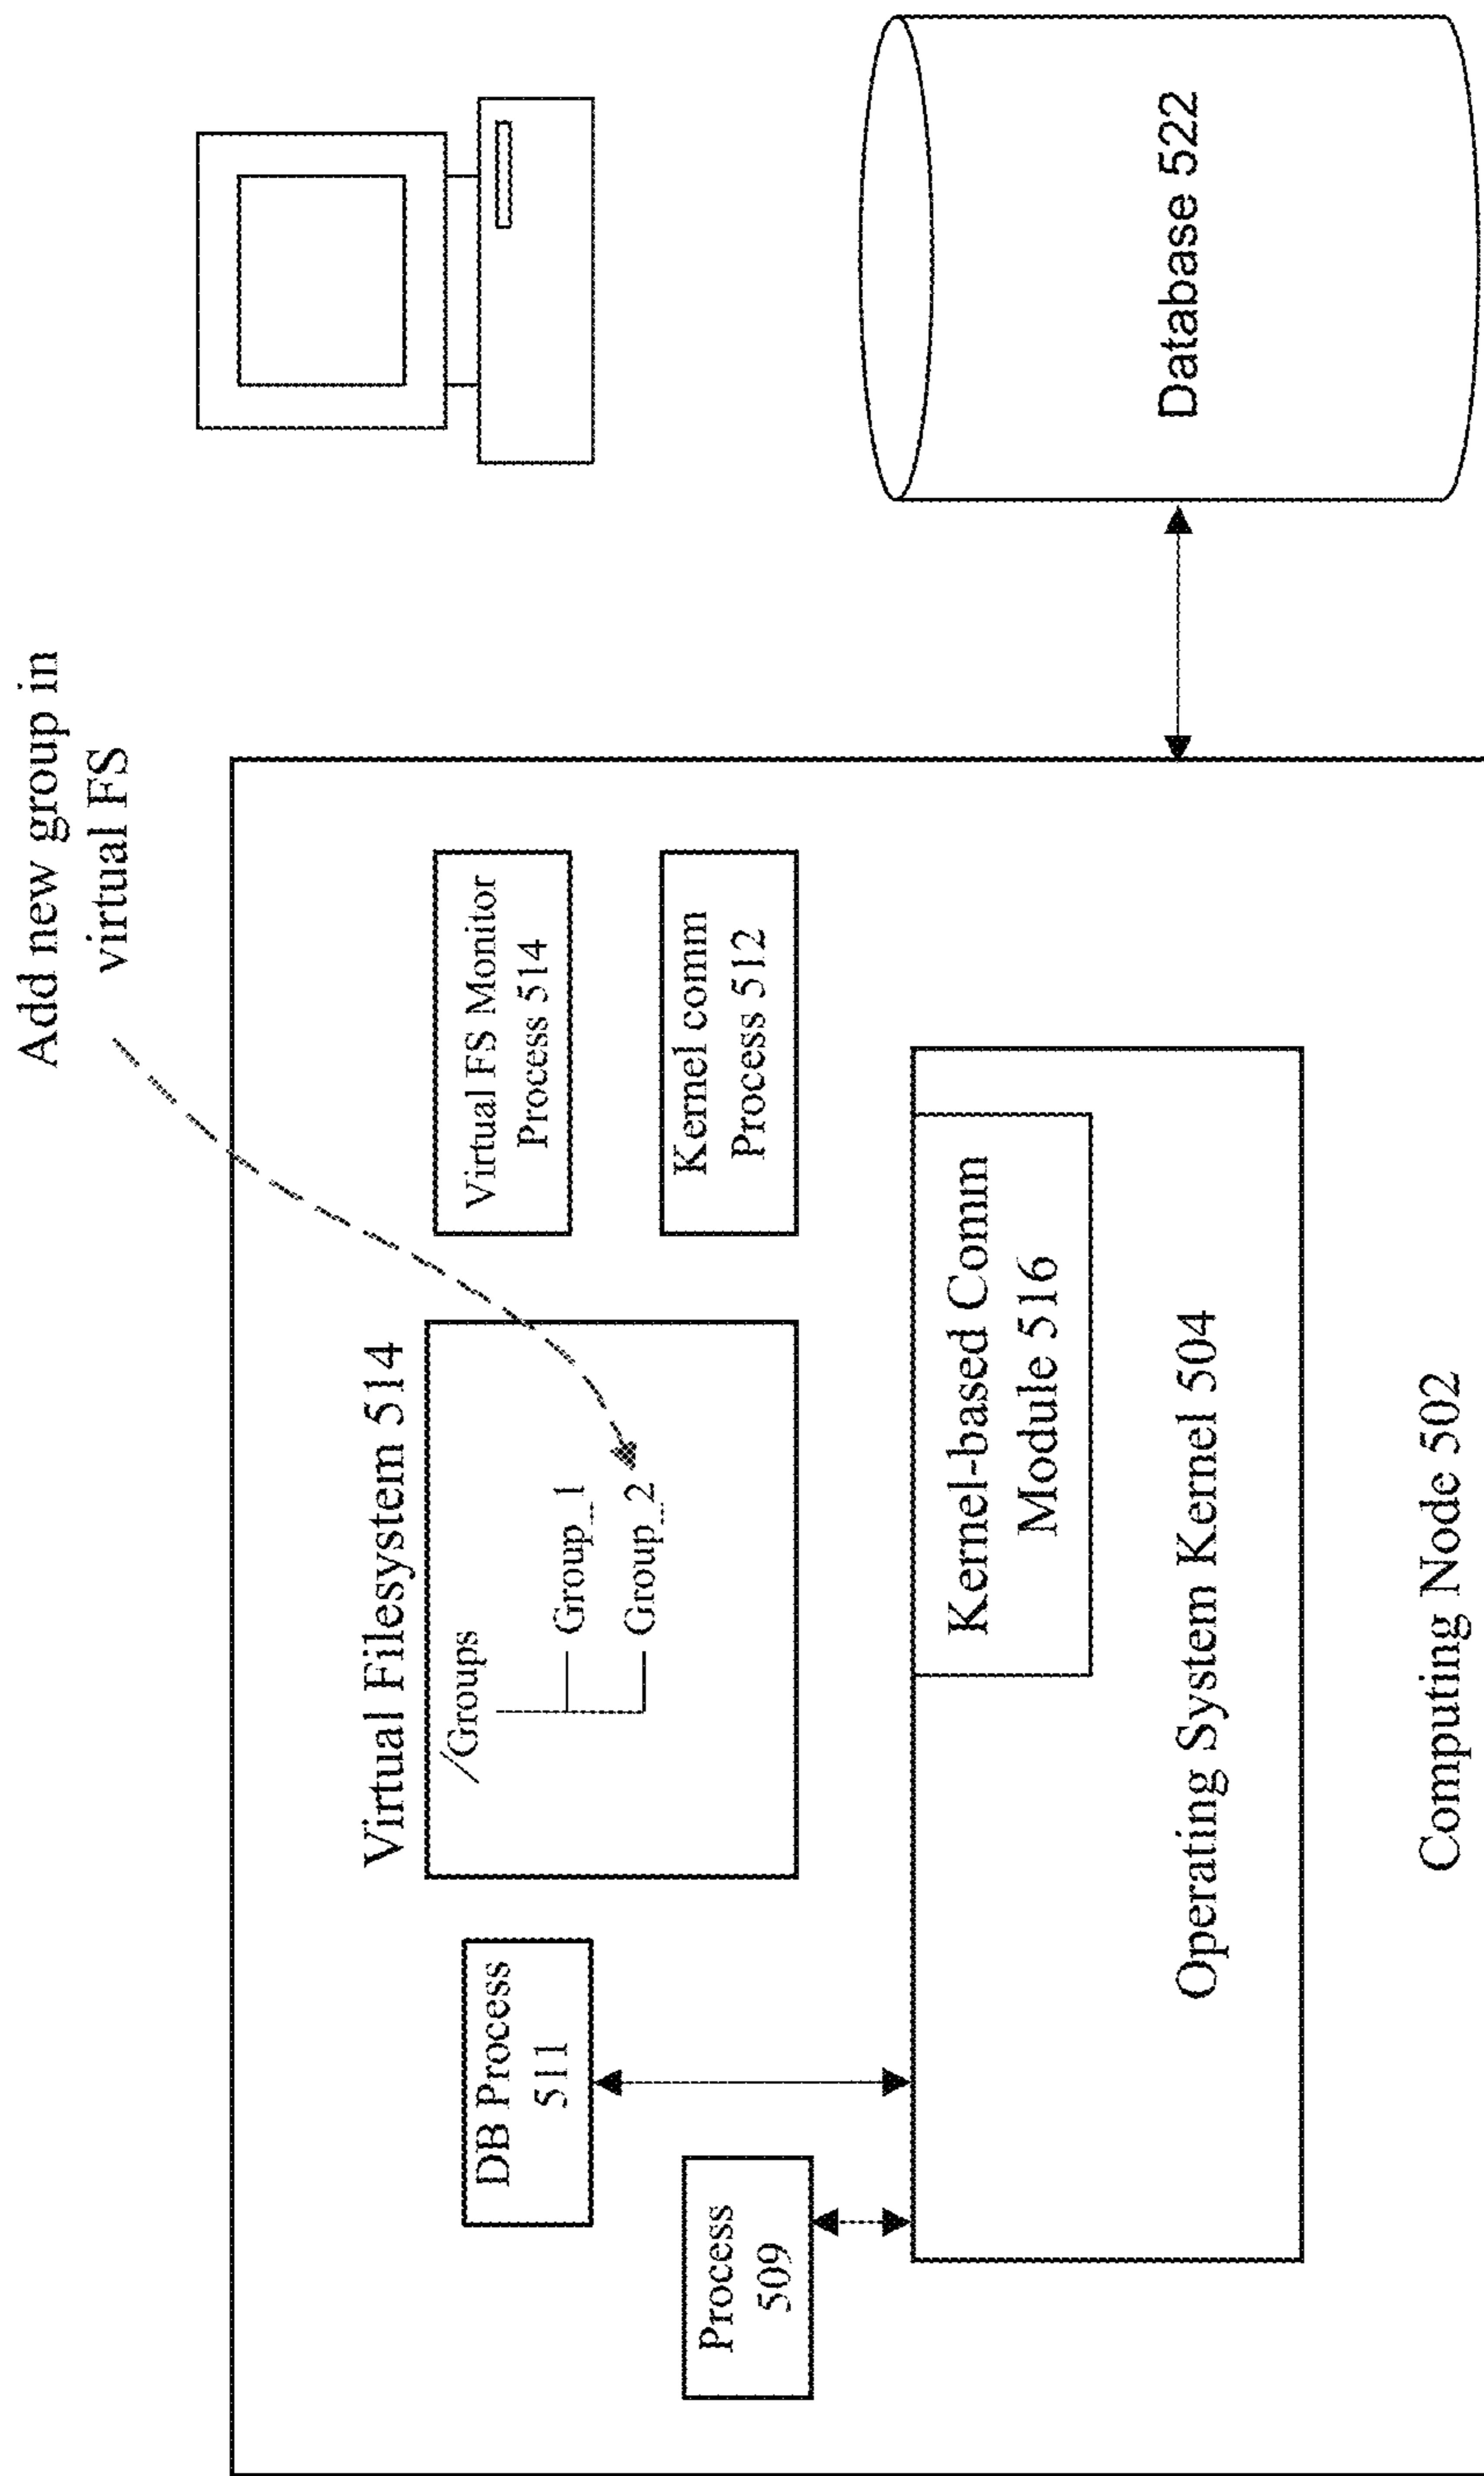 Add new group in
virtual FS
Virtual Filesystem 514
/Groups
Group_1
Group_2
DB Process
511
Process
509
Virtual FS Monitor
Process 514
Kernel comm
Process 512
Kernel-based Comm
Module 516
Operating System Kernel 504
Computing Node 502
Database 522